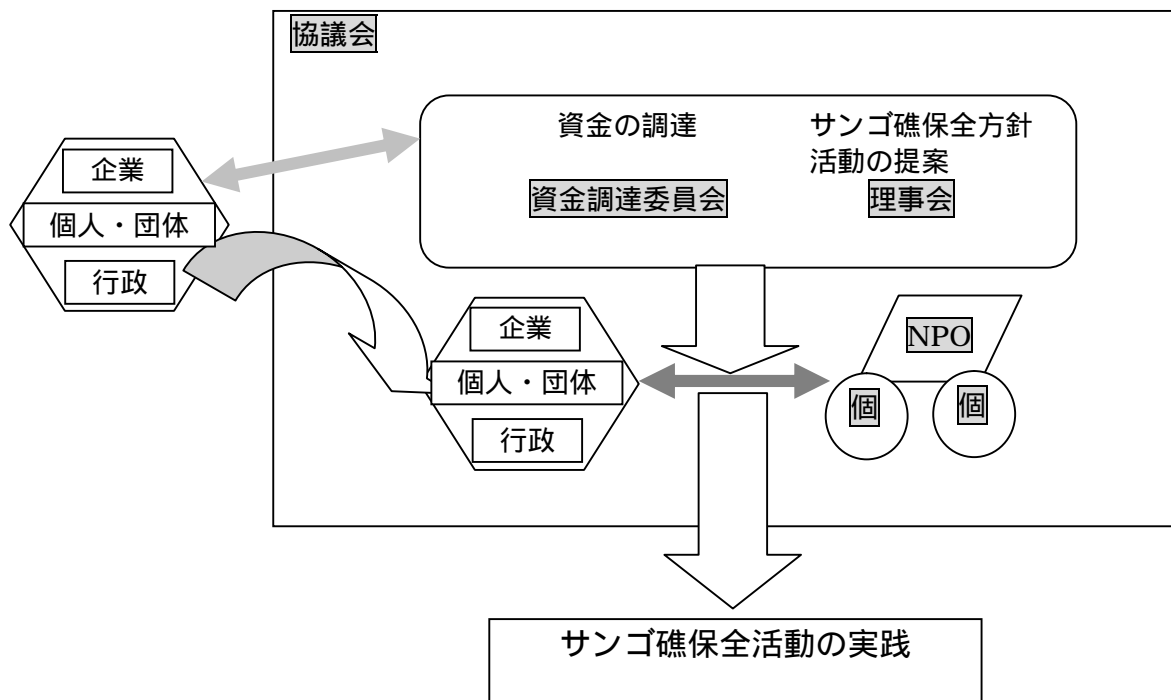 協議会
資金の調達
サンゴ礁保全方針
活動の提案
資金調達委員会
理事会
企業
個人・団体
行政
企業
個人・団体
行政
NPO
個
個
サンゴ礁保全活動の実践